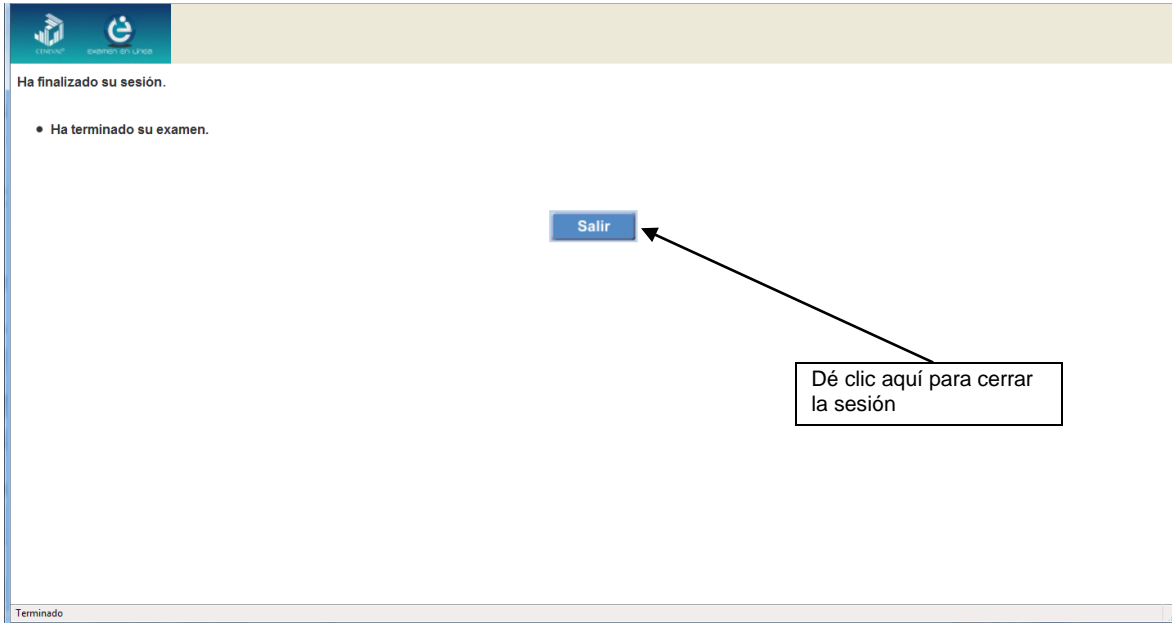 CENEVAL®
examen en Línea
Ha finalizado su sesión.
• Ha terminado su examen.
Salir
Dé clic aquí para cerrar
la sesión
Terminado